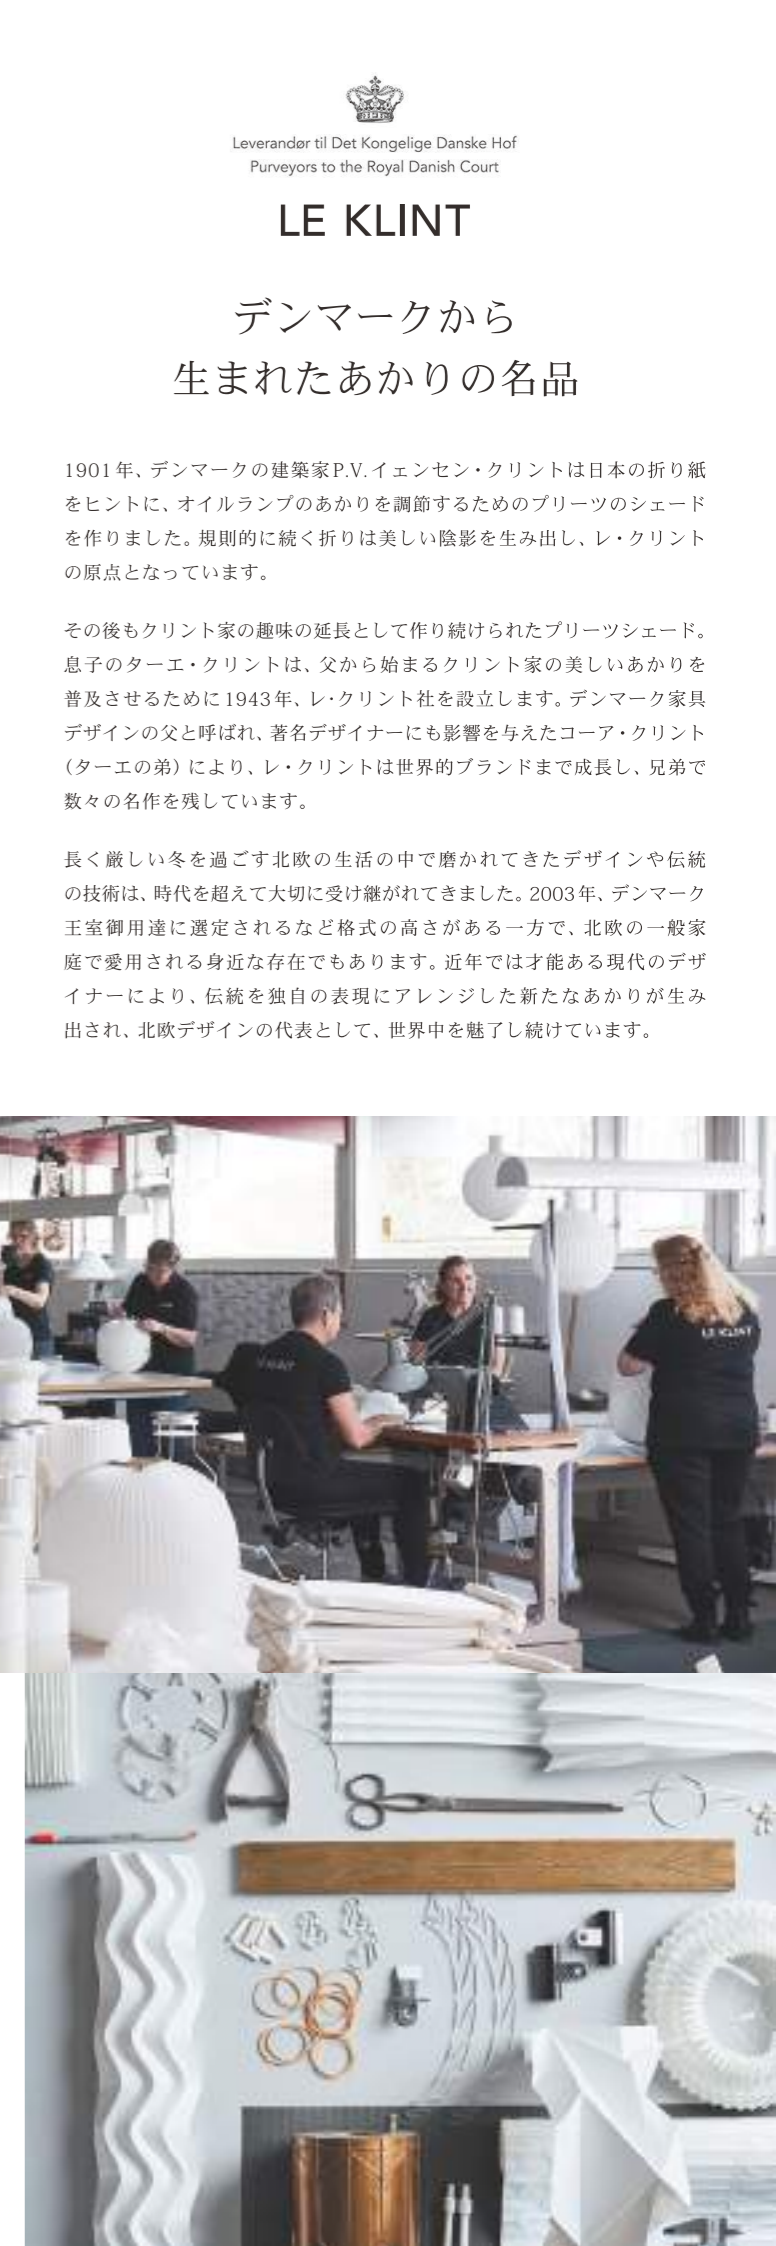 Leverandør til Det Kongelige Danske Hof
Purveyors to the Royal Danish Court
LE KLINT
デンマークから
生まれたあかりの名品
1901年、デンマークの建築家P.V.イェンセン・クリントは日本の折り紙
をヒントに、オイルランプのあかりを調節するためのプリーツのシェード
を作りました。規則的に続く折りは美しい陰影を生み出し、レ・クリント
の原点となっています。
その後もクリント家の趣味の延長として作り続けられたプリーツシェード。
息子のターエ・クリントは、父から始まるクリント家の美しいあかりを
普及させるために1943年、レ・クリント社を設立します。デンマーク家具
デザインの父と呼ばれ、著名デザイナーにも影響を与えたコーア・クリント
（ターエの弟）により、レ・クリントは世界的ブランドまで成長し、兄弟で
数々の名作を残しています。
長く厳しい冬を過ごす北欧の生活の中で磨かれてきたデザインや伝統
の技術は、時代を超えて大切に受け継がれてきました。2003年、デンマーク
王室御用達に選定されるなど格式の高さがある一方で、北欧の一般家
庭で愛用される身近な存在でもあります。近年では才能ある現代のデザ
イナーにより、伝統を独自の表現にアレンジした新たなあかりが生み
出され、北欧デザインの代表として、世界中を魅了し続けています。
LE KLINT